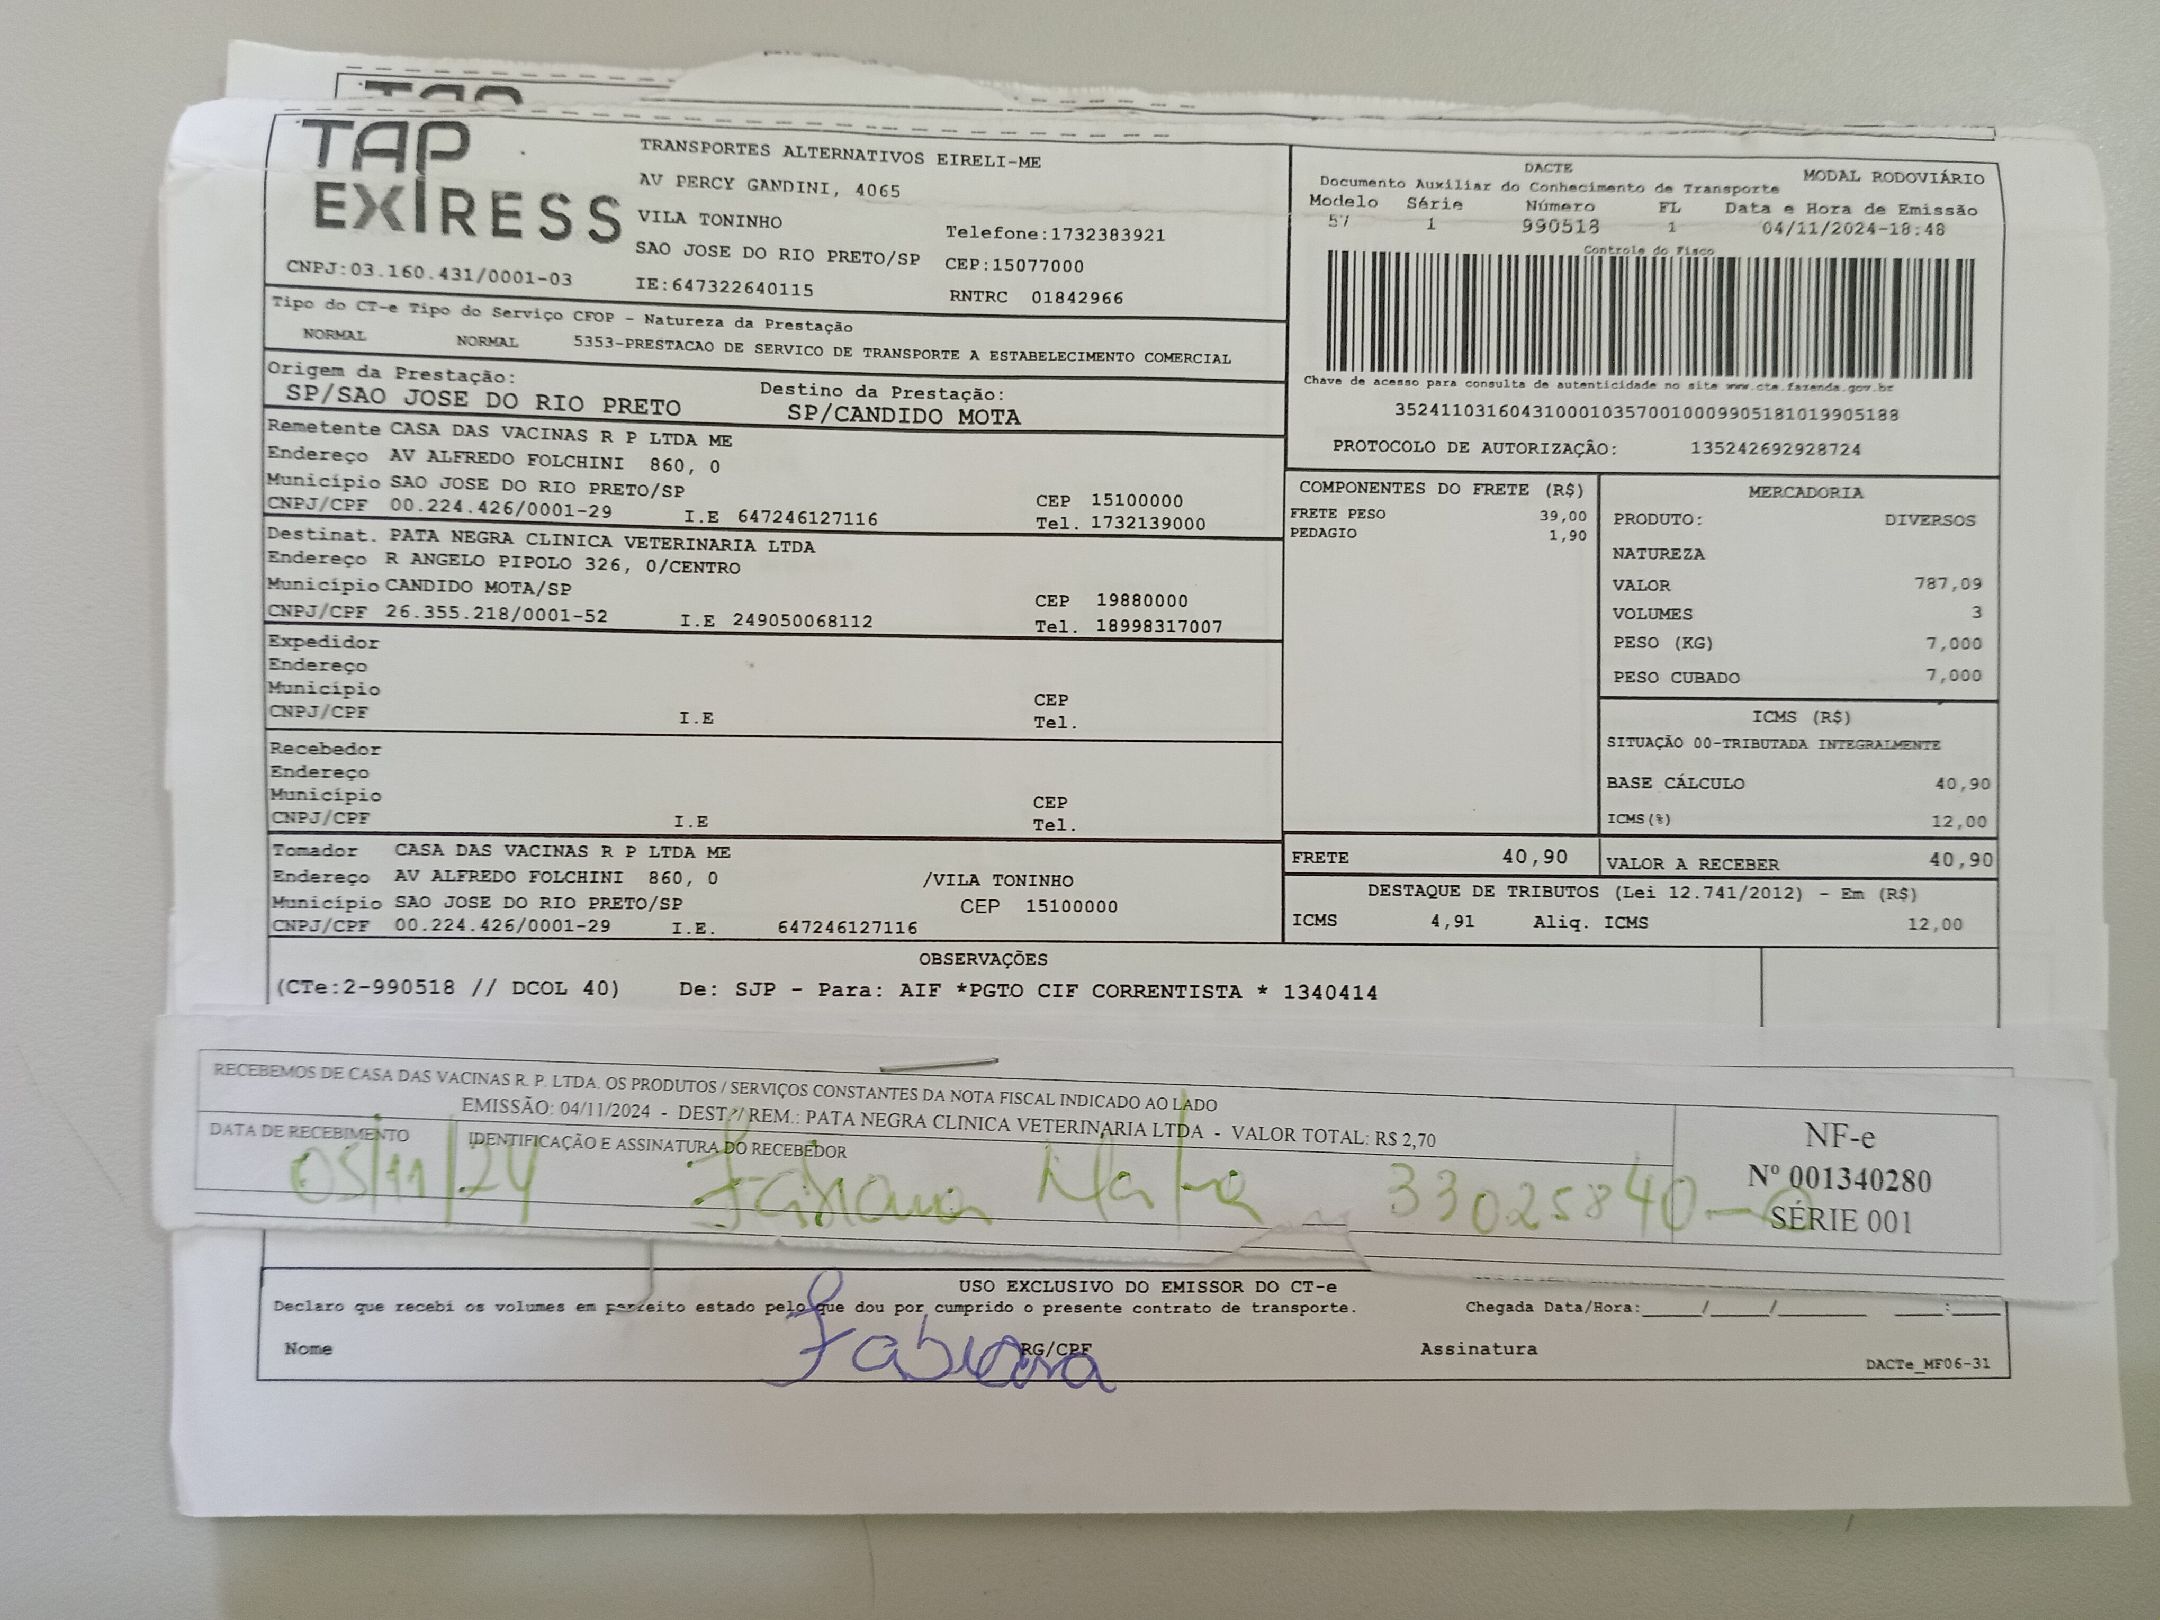 TAP
EXPRESS
TRANSPORTES ALTERNATIVOS EIRELI-ME
AV PERCY GANDINI, 4065
VILA TONINHO
Telefone:1732383921
SAO JOSE DO RIO PRETO/SP CEP:15077000
CNPJ:03.160.431/0001-03 IE:647322640115 RNTRC 01842966
DACTE MODAL RODOVIÁRIO
Documento Auxiliar do Conhecimento de Transporte
Modelo Série Número FL Data e Hora de Emissão
57 1 990518 1 04/11/2024-18:48
Controle do Fisco
Chave de acesso para consulta de autenticidade no site www.cte.fazenda.gov.br
35241103160431000103570010009905181019905188
PROTOCOLO DE AUTORIZAÇÂO: 135242692928724
Tipo do CT-e Tipo do Serviço CFOP - Natureza da Prestação
NORMAL NORMAL 5353-PRESTACAO DE SERVICO DE TRANSPORTE A ESTABELECIMENTO COMERCIAL
Origem da Prestação: Destino da Prestação:
SP/SAO JOSE DO RIO PRETO SP/CANDIDO MOTA
Remetente CASA DAS VACINAS R P LTDA ME
Endereço AV ALFREDO FOLCHINI 860, 0
Município SAO JOSE DO RIO PRETO/SP CEP 15100000
CNPJ/CPF 00.224.426/0001-29 I.E 647246127116 Tel. 1732139000
Destinat. PATA NEGRA CLINICA VETERINARIA LTDA
Endereço R ANGELO PIPOLO 326, 0/CENTRO
Município CANDIDO MOTA/SP CEP 19880000
CNPJ/CPF 26.355.218/0001-52 I.E 249050068112 Tel. 18998317007
Expedidor
Endereço
Município CEP
CNPJ/CPF I.E Tel.
Recebedor
Endereço
Município CEP
CNPJ/CPF I.E Tel.
Tomador CASA DAS VACINAS R P LTDA ME
Endereço AV ALFREDO FOLCHINI 860, 0 /VILA TONINHO
Município SAO JOSE DO RIO PRETO/SP CEP 15100000
CNPJ/CPF 00.224.426/0001-29 I.E. 647246127116
COMPONENTES DO FRETE (R$)
FRETE PESO 39,00
PEDAGIO 1,90
MERCADORIA
PRODUTO: DIVERSOS
NATUREZA
VALOR 787,09
VOLUMES 3
PESO (KG) 7,000
PESO CUBADO 7,000
ICMS (R$)
SITUAÇÃO 00-TRIBUTADA INTEGRALMENTE
BASE CÁLCULO 40,90
ICMS(%) 12,00
FRETE 40,90 VALOR A RECEBER 40,90
DESTAQUE DE TRIBUTOS (Lei 12.741/2012) - Em (R$)
ICMS 4,91 Aliq. ICMS 12,00
OBSERVAÇÕES
(CTe:2-990518 // DCOL 40) De: SJP - Para: AIF *PGTO CIF CORRENTISTA * 1340414
RECEBEMOS DE CASA DAS VACINAS R. P. LTDA. OS PRODUTOS / SERVIÇOS CONSTANTES DA NOTA FISCAL INDICADO AO LADO
EMISSÃO: 04/11/2024 - DEST. / REM.: PATA NEGRA CLINICA VETERINARIA LTDA - VALOR TOTAL: R$ 2,70
DATA DE RECEBIMENTO IDENTIFICAÇÃO E ASSINATURA DO RECEBEDOR
05/11/24 Fabiana Mata 33025840-
NF-e
Nº 001340280
SÉRIE 001
USO EXCLUSIVO DO EMISSOR DO CT-e
Declaro que recebi os volumes em perfeito estado pelo que dou por cumprido o presente contrato de transporte. Chegada Data/Hora:____/____/______ ____:____
Nome RG/CPF Assinatura
Fabiana
DACTe_MF06-31